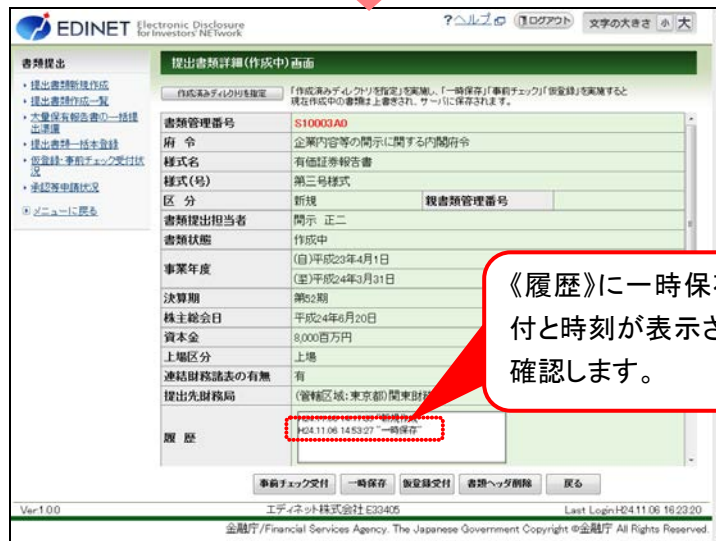 EDINET Electronic Disclosure
for Investors' NETwork
?ヘルプ ログアウト 文字の大きさ 小 大
書類提出
・提出書類新規作成
・提出書類作成一覧
・大量保有報告書の一括提
出準備
・提出書類一括本登録
・仮登録・事前チェック受付状
況
・承認等申請状況
メニューに戻る
提出書類詳細(作成中)画面
作成済みディレクトリを指定
「作成済みディレクトリを指定」を実施し、「一時保存」「事前チェック」「仮登録」を実施すると
現在作成中の書類は上書きされ、サーバに保存されます。
書類管理番号 S10003A0
府 令 企業内容等の開示に関する内閣府令
様式名 有価証券報告書
様式(号) 第三号様式
区 分 新規 親書類管理番号
書類提出担当者 開示 正二
書類状態 作成中
事業年度 (自)平成23年4月1日
(至)平成24年3月31日
決算期 第52期
株主総会日 平成24年6月20日
資本金 8,000百万円
上場区分 上場
連結財務諸表の有無 有
提出先財務局 (管轄区域:東京都)関東財
履 歴
H24.11.06 14:53:27 "一時保存"
《履歴》に一時保
付と時刻が表示さ
確認します。
事前チェック受付 一時保存 仮登録受付 書類ヘッダ削除 戻る
Ver.1.0.0 エディネット株式会社:E33405 Last Login:H24.11.06 16:23:20
金融庁/Financial Services Agency. The Japanese Government Copyright ©金融庁 All Rights Reserved.